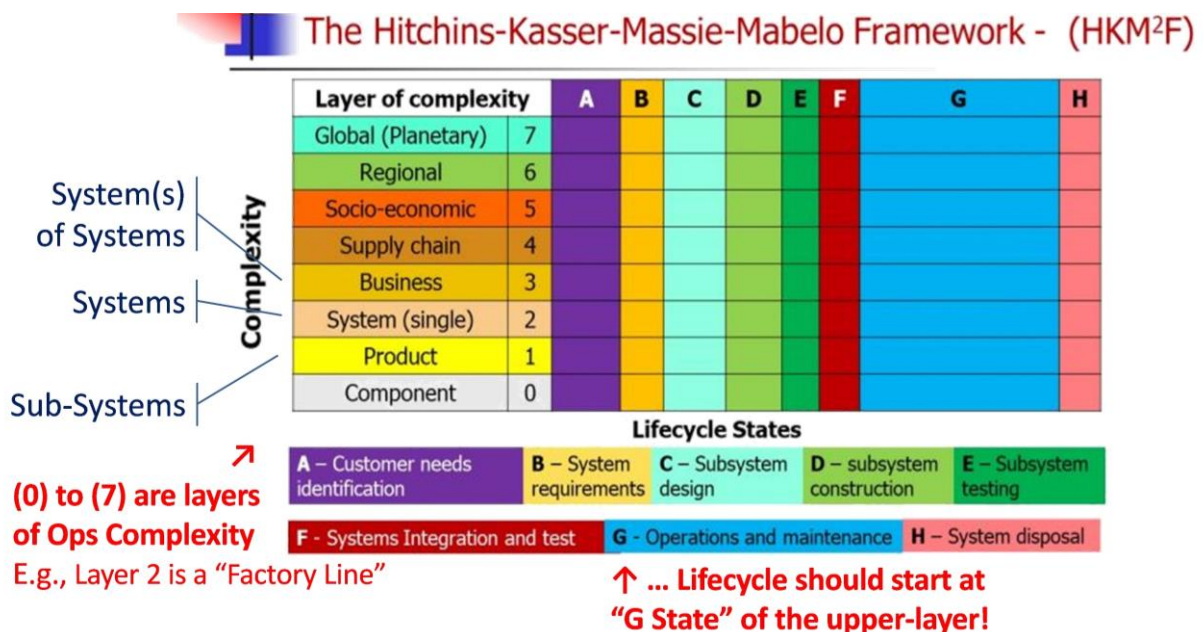 The Hitchins-Kasser-Massie-Mabelo Framework - (HKM²F)
Layer of complexity A B C D E F G H
Global (Planetary) 7
Regional 6
Socio-economic 5
Supply chain 4
Business 3
System (single) 2
Product 1
Component 0
Complexity
System(s)
of Systems
Systems
Sub-Systems
Lifecycle States
A – Customer needs
identification
B – System
requirements
C – Subsystem
design
D – subsystem
construction
E – Subsystem
testing
F - Systems Integration and test
G - Operations and maintenance
H – System disposal
↗
(0) to (7) are layers
of Ops Complexity
E.g., Layer 2 is a “Factory Line”
↑ ... Lifecycle should start at
“G State” of the upper-layer!